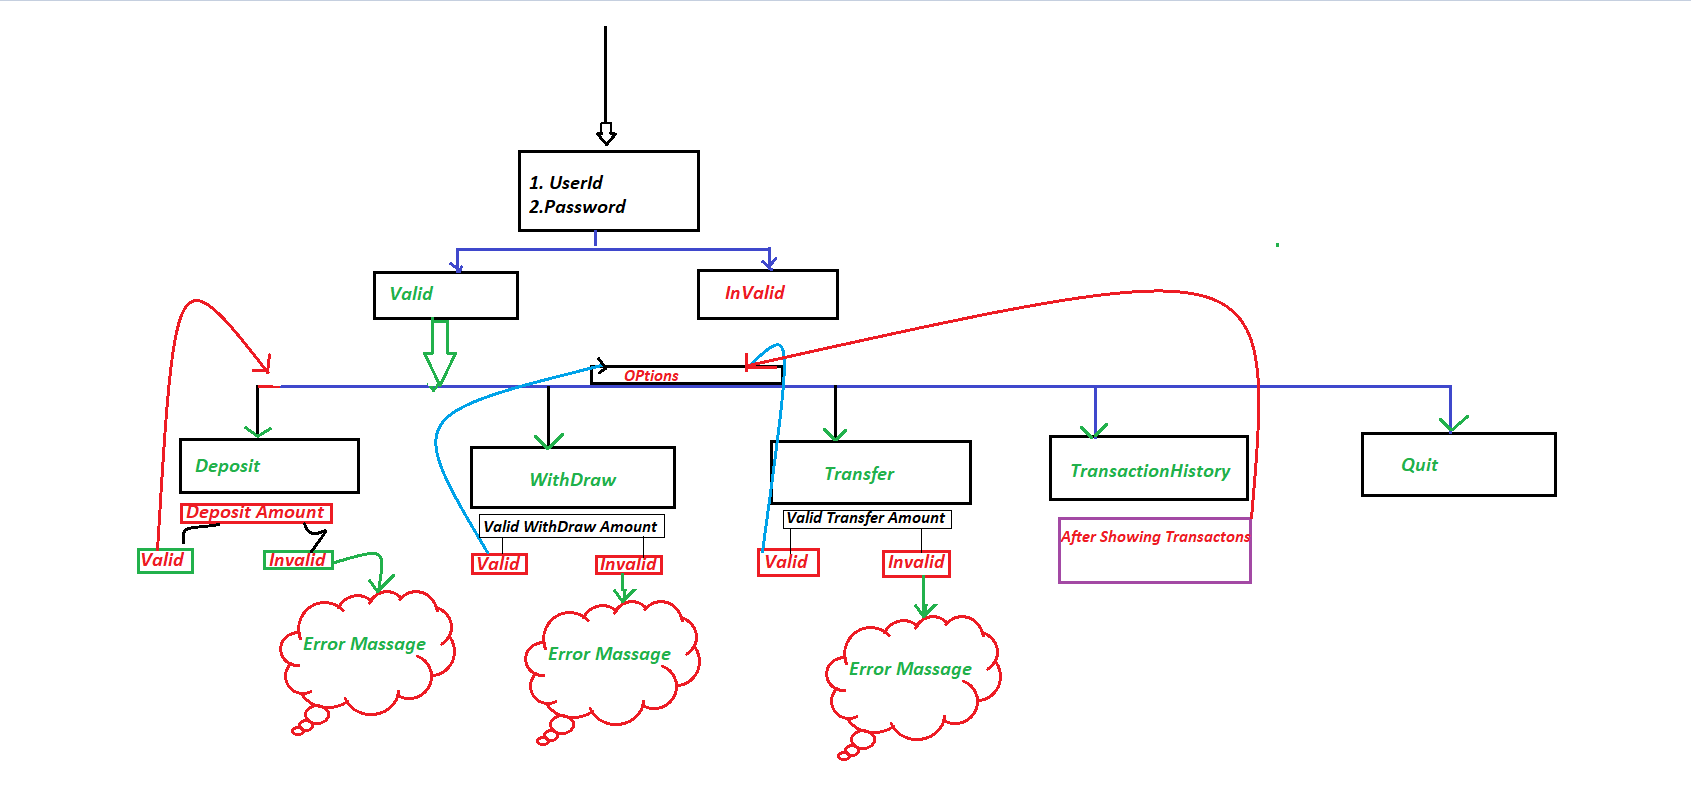 1. UserId
2.Password
Valid
InValid
OPtions
Deposit
WithDraw
Transfer
TransactionHistory
Quit
Deposit Amount
Valid WithDraw Amount
Valid Transfer Amount
After Showing Transactons
Valid
Invalid
Valid
Invalid
Valid
Invalid
Error Massage
Error Massage
Error Massage